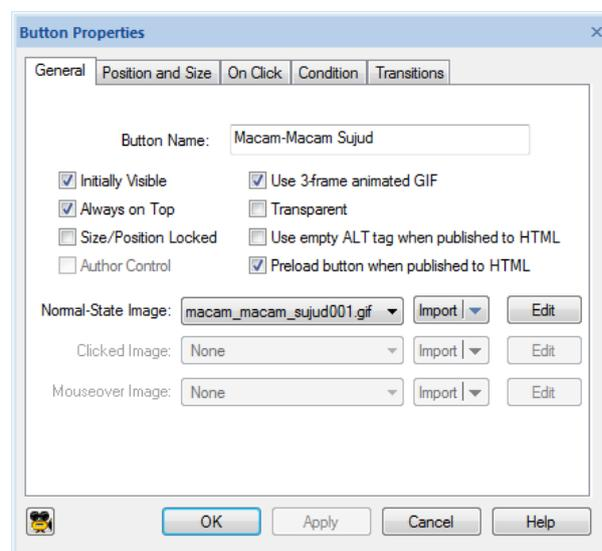 Button Properties
General Position and Size On Click Condition Transitions
Button Name: Macam-Macam Sujud
Initially Visible Use 3-frame animated GIF
Always on Top Transparent
Size/Position Locked Use empty ALT tag when published to HTML
Author Control Preload button when published to HTML
Normal-State Image: macam_macam_sujud001.gif Import Edit
Clicked Image: None Import Edit
Mouseover Image: None Import Edit
OK Apply Cancel Help